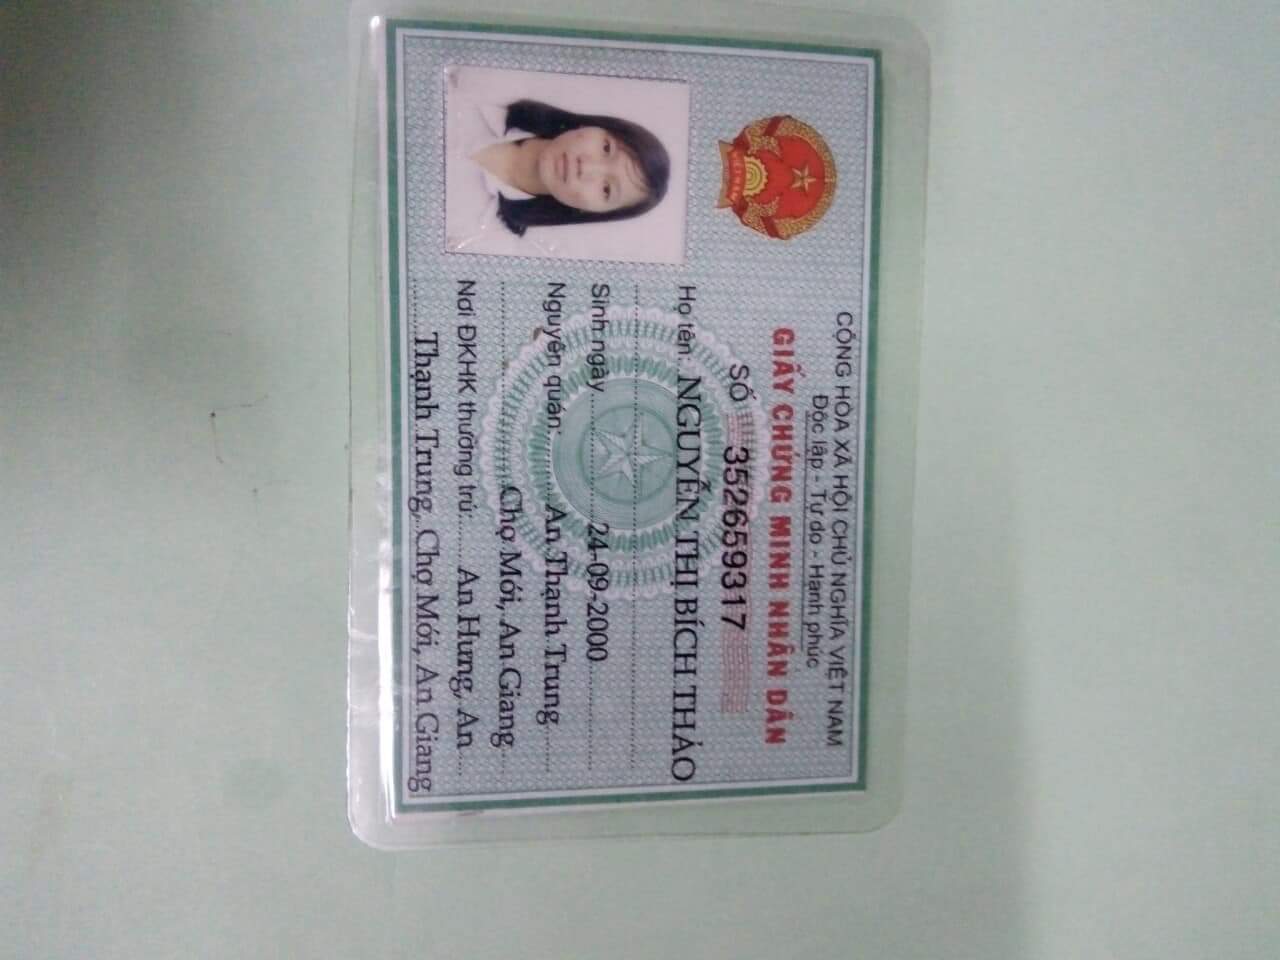 CỘNG HÒA XÃ HỘI CHỦ NGHĨA VIỆT NAM
Độc lập - Tự do - Hạnh phúc
GIẤY CHỨNG MINH NHÂN DÂN
SỐ 352659317
Họ tên: NGUYỄN THỊ BÍCH THẢO
Sinh ngày 24-09-2000
Nguyên quán: An Thạnh Trung
Chợ Mới, An Giang
Nơi ĐKHK thường trú: An Hưng, An
Thạnh Trung, Chợ Mới, An Giang
VIỆT NAM